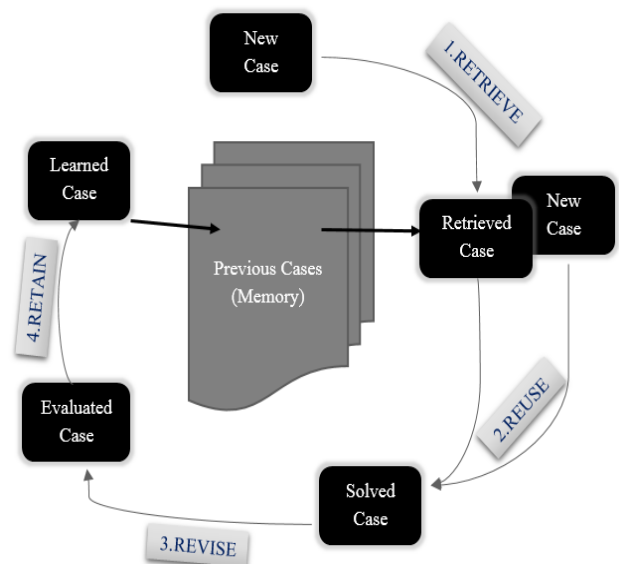 New
Case
1.RETRIEVE
Learned
Case
Previous Cases
(Memory)
Retrieved
Case
New
Case
4.RETAIN
2.REUSE
Evaluated
Case
Solved
Case
3.REVISE